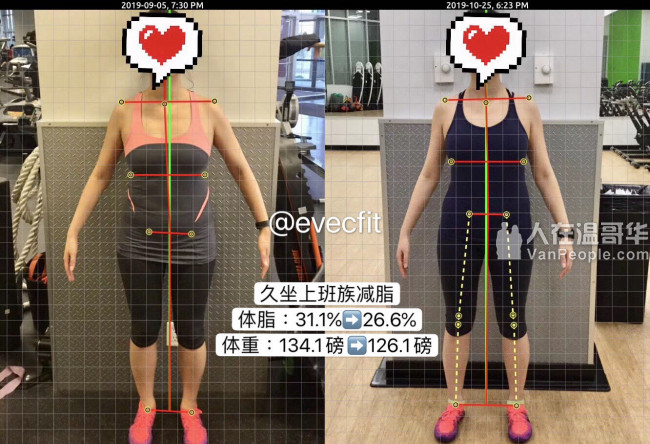 2019-09-05, 7:30 PM
2019-10-25, 6:23 PM
@evecfit
人在温哥华
VanPeople.com
久坐上班族减脂
体脂：31.1%➡26.6%
体重：134.1磅➡126.1磅